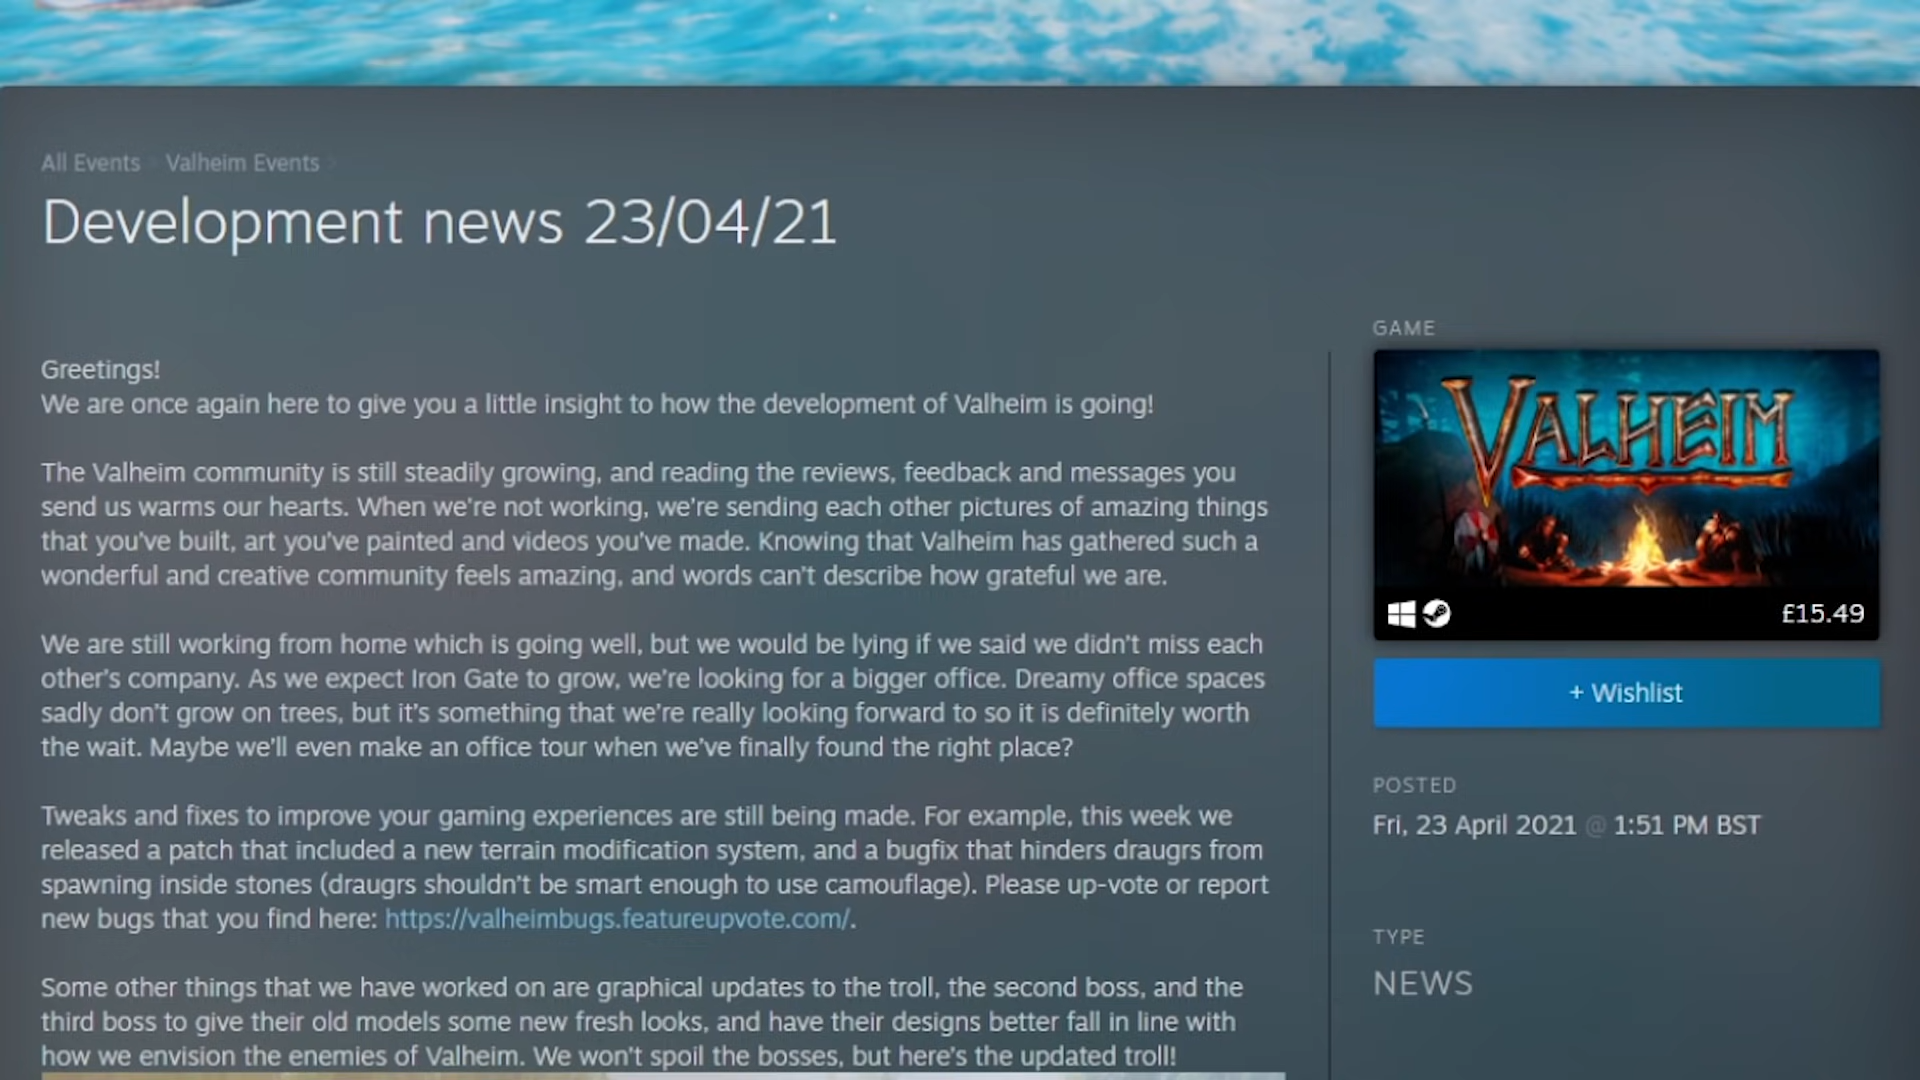 All Events
Valheim Events
Development news 23/04/21
Greetings!
We are once again here to give you a little insight to how the development of Valheim is going!
The Valheim community is still steadily growing, and reading the reviews, feedback and messages you
send us warms our hearts. When we're not working, we're sending each other pictures of amazing things
that you've built, art you've painted and videos you've made. Knowing that Valheim has gathered such a
wonderful and creative community feels amazing, and words can't describe how grateful we are.
We are still working from home which is going well, but we would be lying if we said we didn't miss each
other's company. As we expect Iron Gate to grow, we're looking for a bigger office. Dreamy office spaces
sadly don't grow on trees, but it's something that we're really looking forward to so it is definitely worth
the wait. Maybe we'll even make an office tour when we've finally found the right place?
Tweaks and fixes to improve your gaming experiences are still being made. For example, this week we
released a patch that included a new terrain modification system, and a bugfix that hinders draugrs from
spawning inside stones (draugrs shouldn't be smart enough to use camouflage). Please up-vote or report
new bugs that you find here: https://valheimbugs.featureupvote.com/.
Some other things that we have worked on are graphical updates to the troll, the second boss, and the
third boss to give their old models some new fresh looks, and have their designs better fall in line with
how we envision the enemies of Valheim. We won't spoil the bosses, but here's the updated troll!
GAME
VALHEIM
£15.49
+ Wishlist
POSTED
Fri, 23 April 2021 @ 1:51 PM BST
TYPE
NEWS